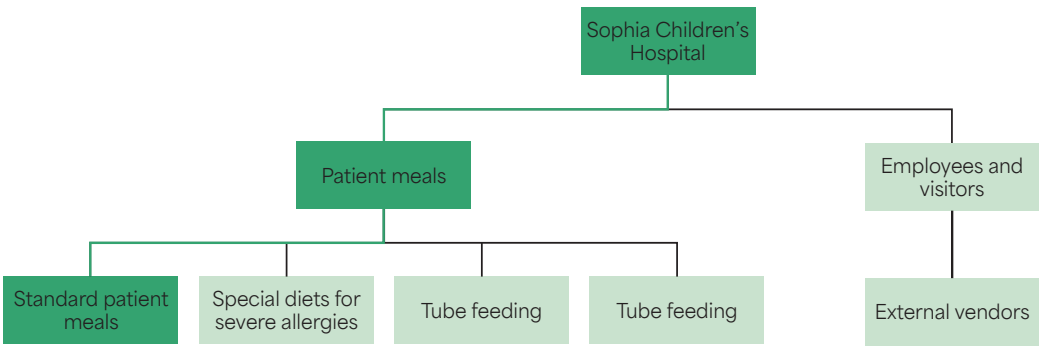 Sophia Children's
Hospital
Patient meals
Employees and
visitors
Standard patient
meals
Special diets for
severe allergies
Tube feeding
Tube feeding
External vendors